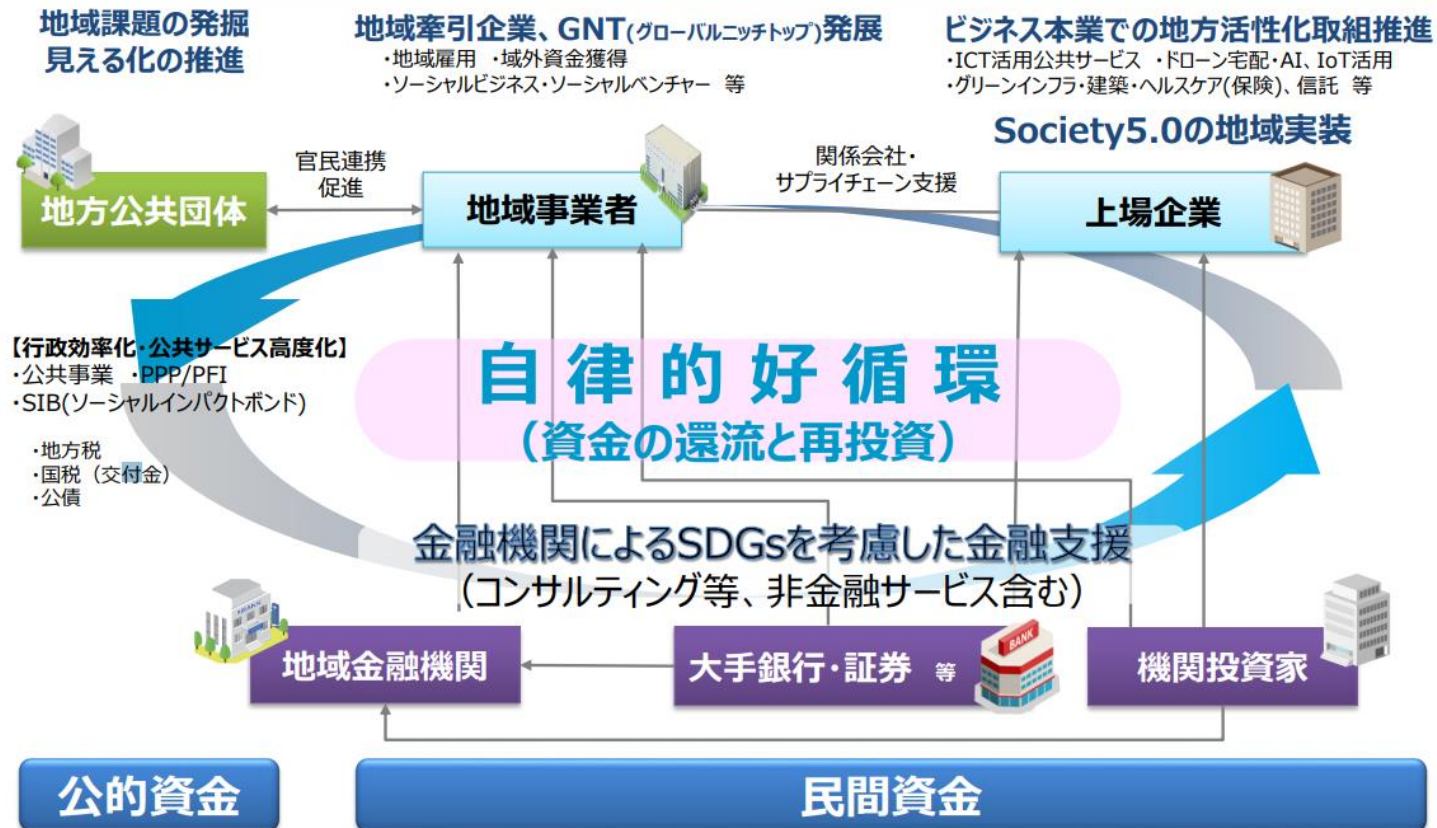 地域課題の発掘
見える化の推進
地域牽引企業、GNT(グローバルニッチトップ)発展
・地域雇用 ・域外資金獲得
・ソーシャルビジネス・ソーシャルベンチャー 等
ビジネス本業での地方活性化取組推進
・ICT活用公共サービス ・ドローン宅配・AI、IoT活用
・グリーンインフラ・建築・ヘルスケア(保険)、信託 等
Society5.0の地域実装
地方公共団体
官民連携
促進
地域事業者
関係会社・
サプライチェーン支援
上場企業
【行政効率化・公共サービス高度化】
・公共事業 ・PPP/PFI
・SIB(ソーシャルインパクトボンド)
・地方税
・国税（交付金）
・公債
自律的好循環
（資金の還流と再投資）
金融機関によるSDGsを考慮した金融支援
（コンサルティング等、非金融サービス含む）
地域金融機関
大手銀行・証券 等
BANK
機関投資家
公的資金
民間資金